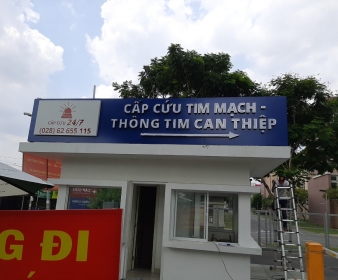 CẤP CỨU TIM MẠCH -
THÔNG TIM CAN THIỆP
CẤP CỨU 24/7
(028) 62 655 115
G ĐI